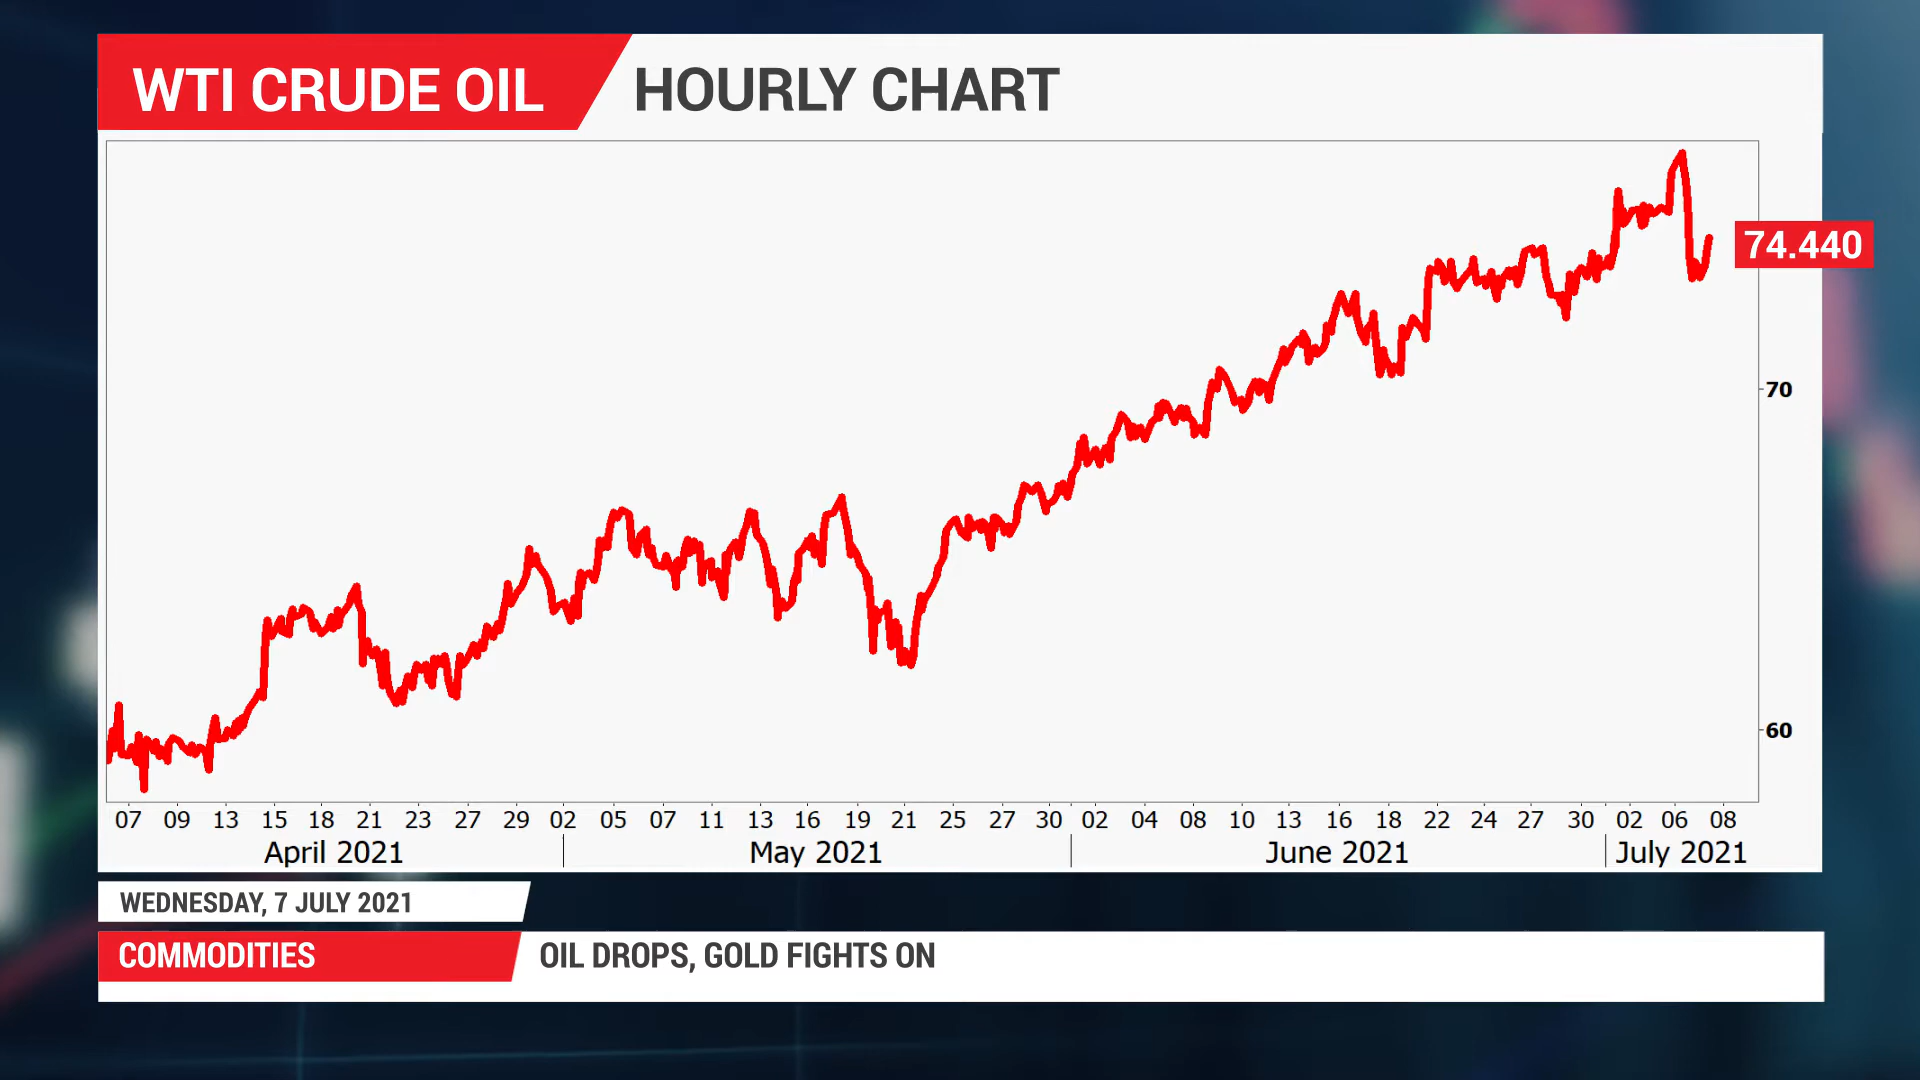 WTI CRUDE OIL HOURLY CHART
74.440
70
60
07 09 13 15 18 21 23 27 29 02 05 07 11 13 16 19 21 25 27 30 02 04 08 10 13 16 18 22 24 27 30 02 06 08
April 2021 May 2021 June 2021 July 2021
WEDNESDAY, 7 JULY 2021
COMMODITIES OIL DROPS, GOLD FIGHTS ON